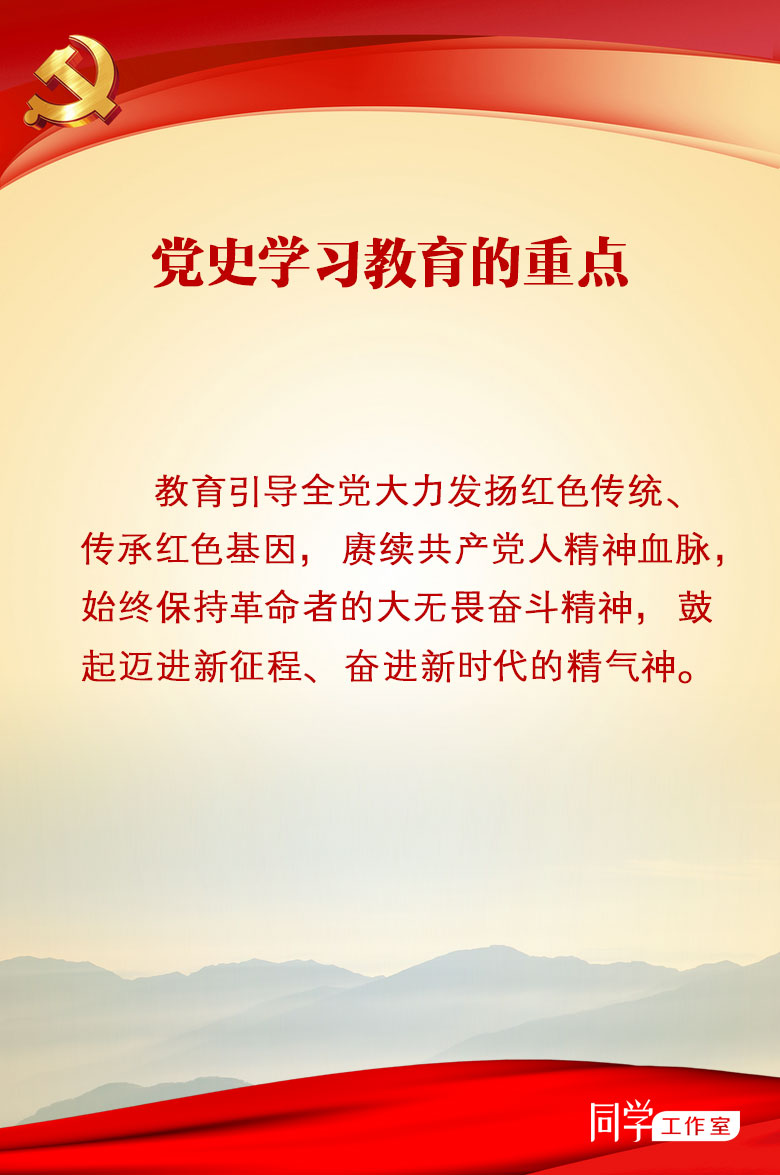 党史学习教育的重点
教育引导全党大力发扬红色传统、
传承红色基因，赓续共产党人精神血脉，
始终保持革命者的大无畏奋斗精神，鼓
起迈进新征程、奋进新时代的精气神。
同学工作室